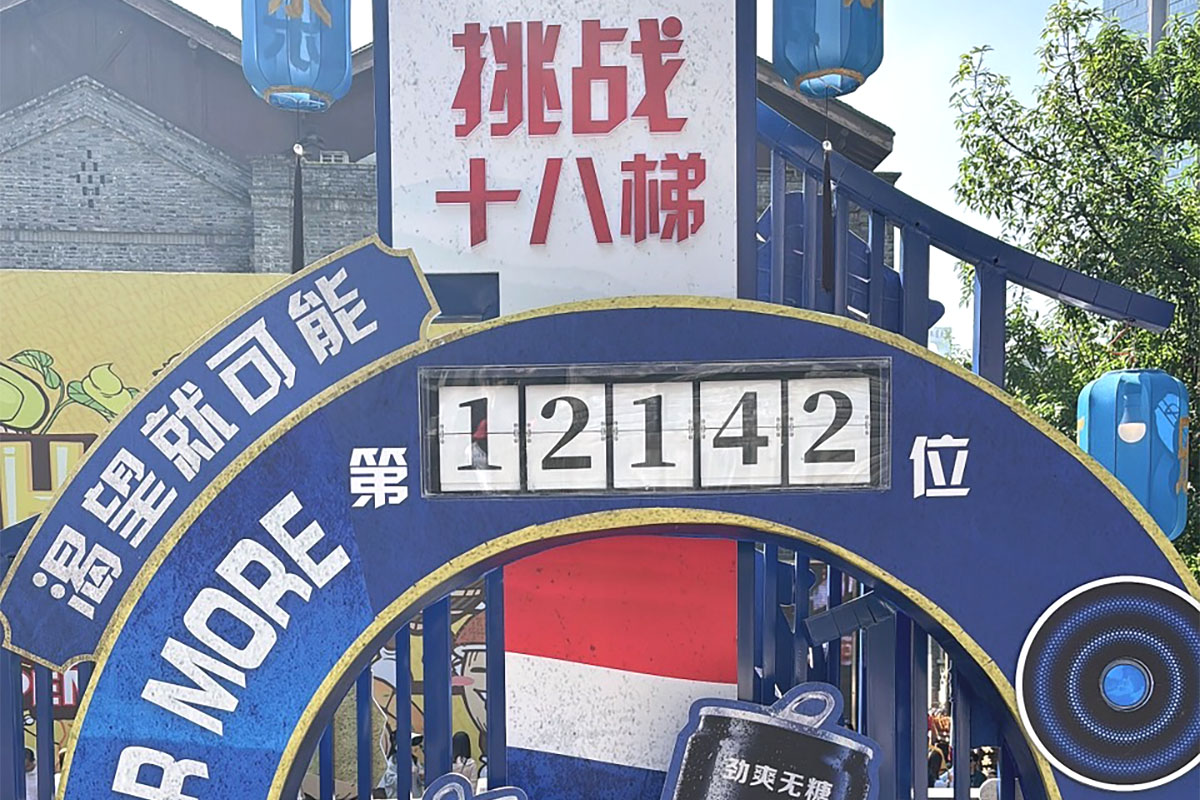 挑战
十八梯
渴望就可能
第 12142 位
R MORE
劲爽无糖